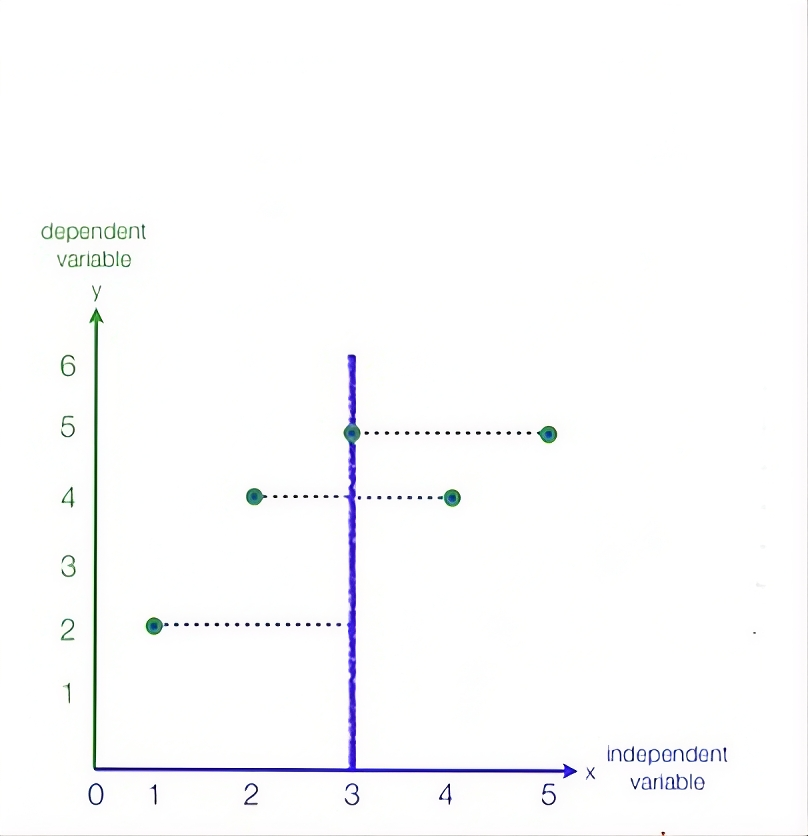 dependent
variable
y
6
5
4
3
2
1
0 1 2 3 4 5
x
independent
variable